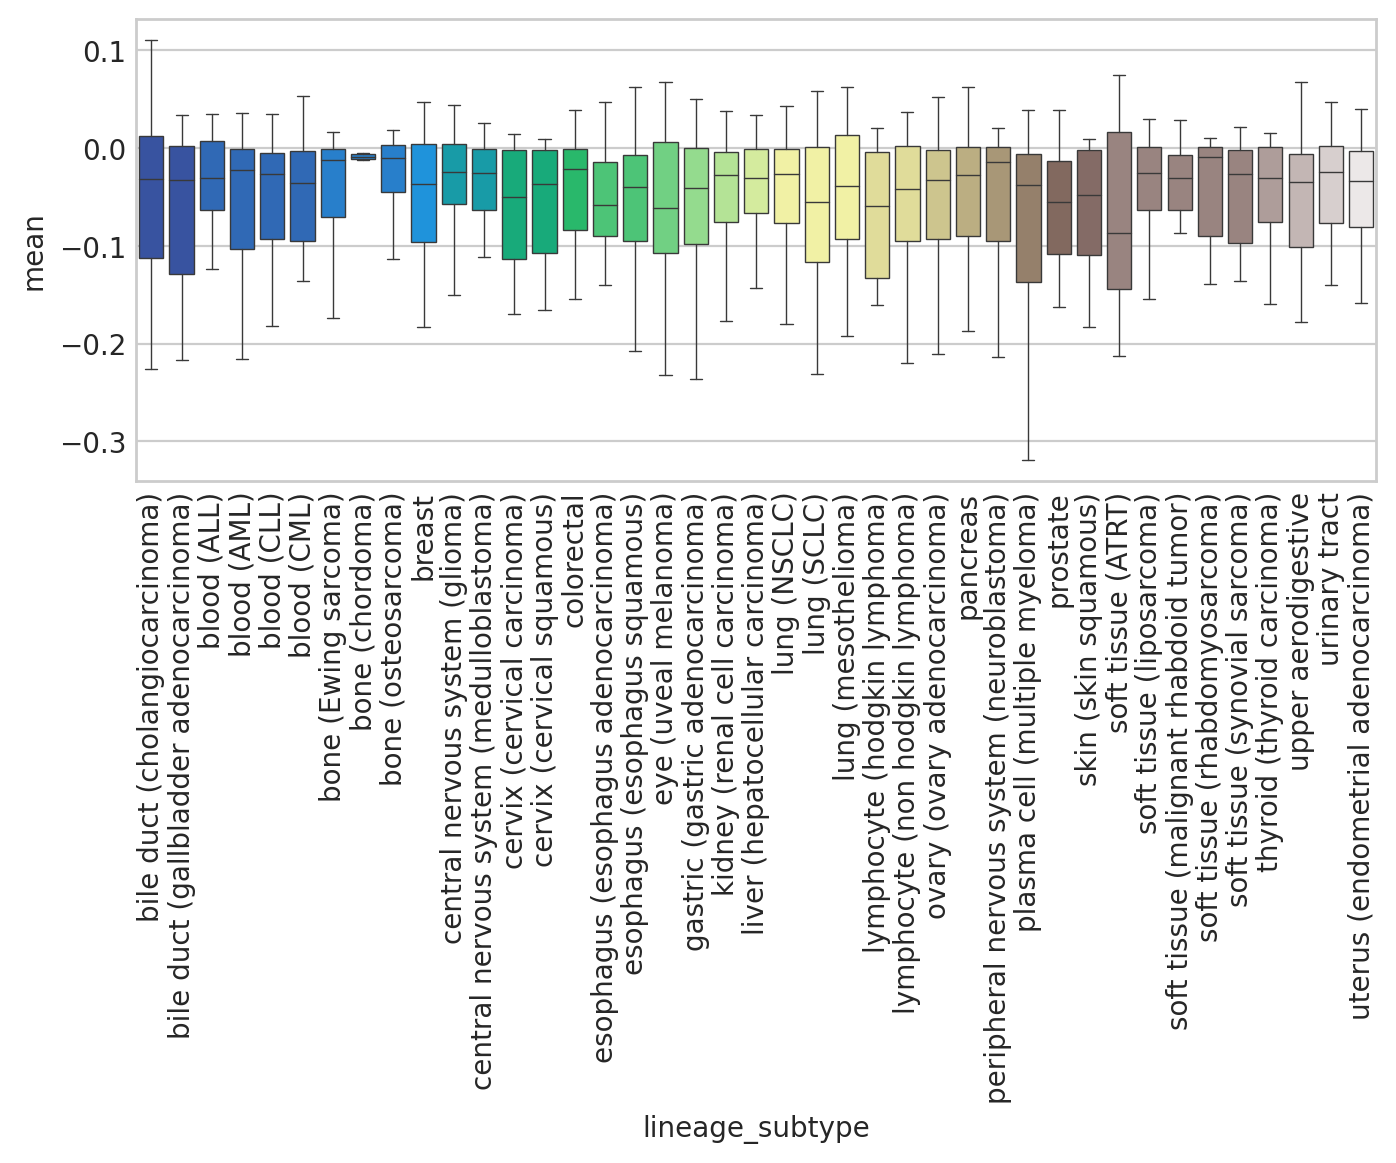 0.1
0.0
−0.1
−0.2
−0.3
mean
bile duct (cholangiocarcinoma)
bile duct (gallbladder adenocarcinoma)
blood (ALL)
blood (AML)
blood (CLL)
blood (CML)
bone (Ewing sarcoma)
bone (chordoma)
bone (osteosarcoma)
breast
central nervous system (glioma)
central nervous system (medulloblastoma)
cervix (cervical carcinoma)
cervix (cervical squamous)
colorectal
esophagus (esophagus adenocarcinoma)
esophagus (esophagus squamous)
eye (uveal melanoma)
gastric (gastric adenocarcinoma)
kidney (renal cell carcinoma)
liver (hepatocellular carcinoma)
lung (NSCLC)
lung (SCLC)
lung (mesothelioma)
lymphocyte (hodgkin lymphoma)
lymphocyte (non hodgkin lymphoma)
ovary (ovary adenocarcinoma)
pancreas
peripheral nervous system (neuroblastoma)
plasma cell (multiple myeloma)
prostate
skin (skin squamous)
soft tissue (ATRT)
soft tissue (liposarcoma)
soft tissue (malignant rhabdoid tumor)
soft tissue (rhabdomyosarcoma)
soft tissue (synovial sarcoma)
thyroid (thyroid carcinoma)
upper aerodigestive
urinary tract
uterus (endometrial adenocarcinoma)
lineage_subtype